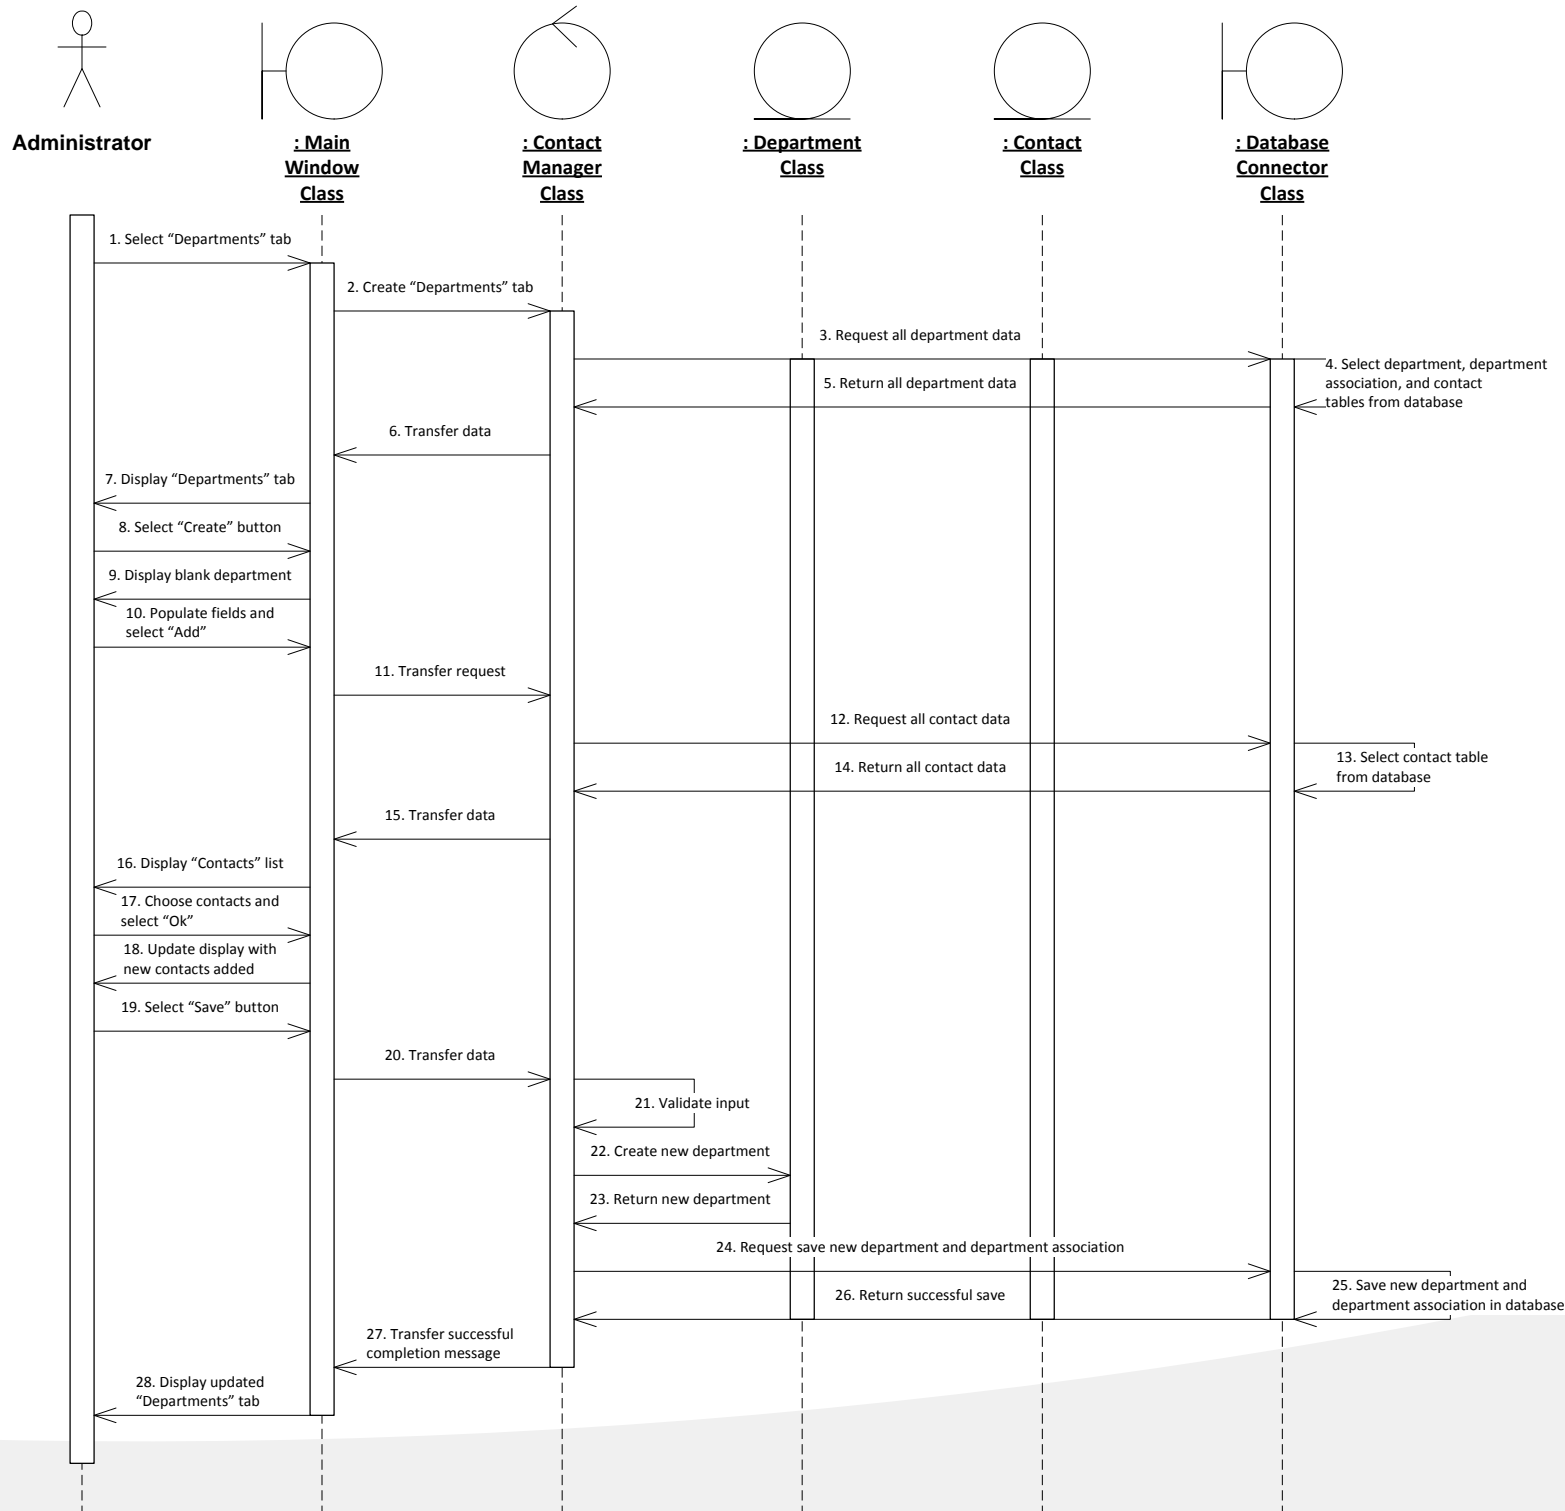 Administrator
: Main
Window
Class
: Contact
Manager
Class
: Department
Class
: Contact
Class
: Database
Connector
Class
1. Select “Departments” tab
2. Create “Departments” tab
3. Request all department data
4. Select department, department
association, and contact
tables from database
5. Return all department data
6. Transfer data
7. Display “Departments” tab
8. Select “Create” button
9. Display blank department
10. Populate fields and
select “Add”
11. Transfer request
12. Request all contact data
13. Select contact table
from database
14. Return all contact data
15. Transfer data
16. Display “Contacts” list
17. Choose contacts and
select “Ok”
18. Update display with
new contacts added
19. Select “Save” button
20. Transfer data
21. Validate input
22. Create new department
23. Return new department
24. Request save new department and department association
25. Save new department and
department association in database
26. Return successful save
27. Transfer successful
completion message
28. Display updated
“Departments” tab